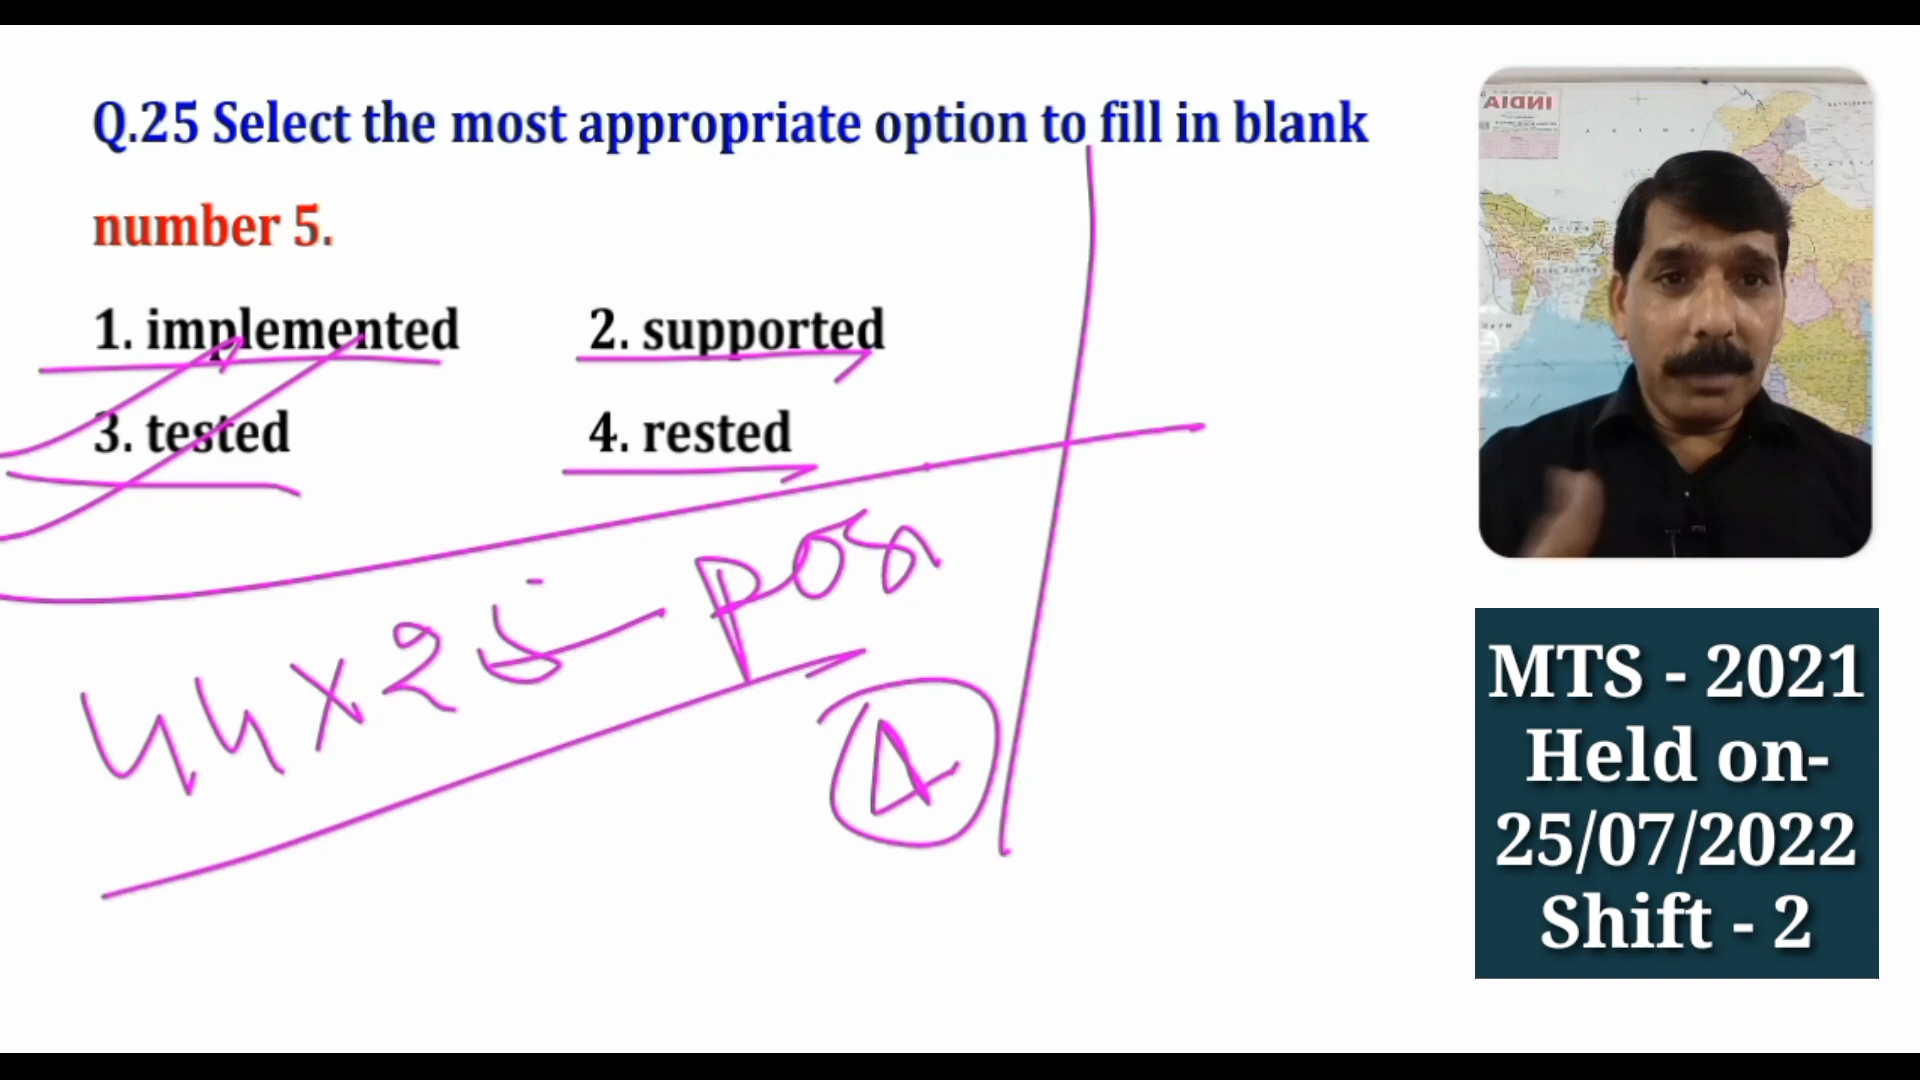 Q.25 Select the most appropriate option to fill in blank
number 5.
1. implemented 2. supported
3. tested 4. rested
44x25
A
INDIA
MTS - 2021
Held on-
25/07/2022
Shift - 2